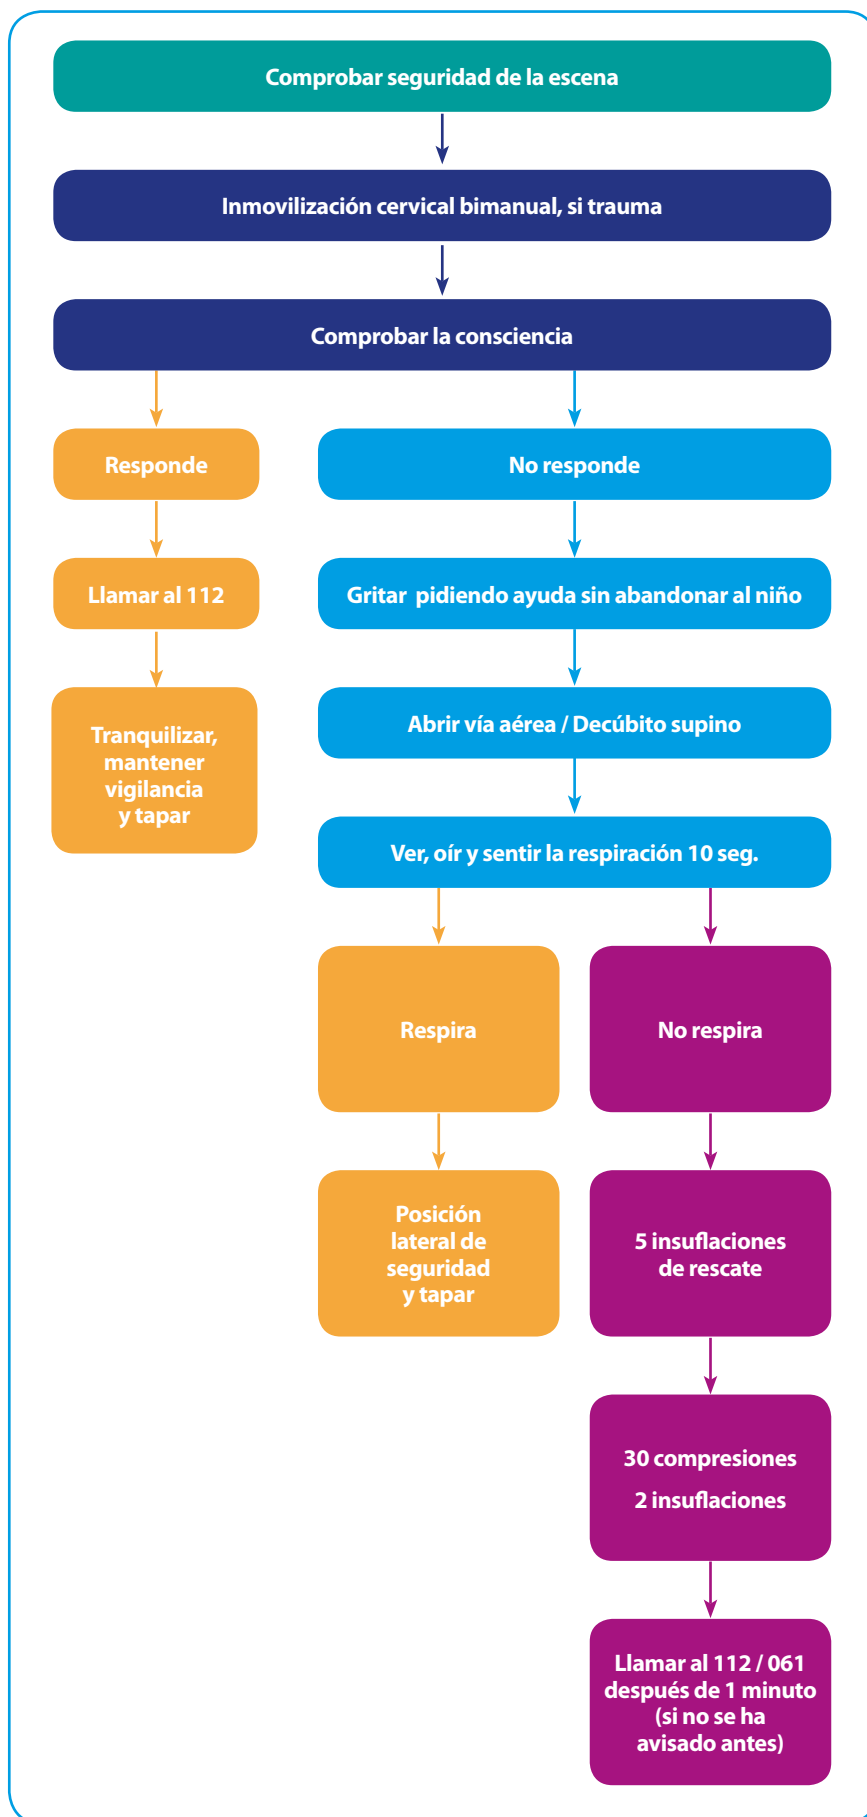 Comprobar seguridad de la escena
Inmovilización cervical bimanual, si trauma
Comprobar la consciencia
Responde
No responde
Llamar al 112
Gritar pidiendo ayuda sin abandonar al niño
Tranquilizar,
mantener
vigilancia
y tapar
Abrir vía aérea / Decúbito supino
Ver, oír y sentir la respiración 10 seg.
Respira
No respira
Posición
lateral de
seguridad
y tapar
5 insuflaciones
de rescate
30 compresiones
2 insuflaciones
Llamar al 112 / 061
después de 1 minuto
(si no se ha
avisado antes)